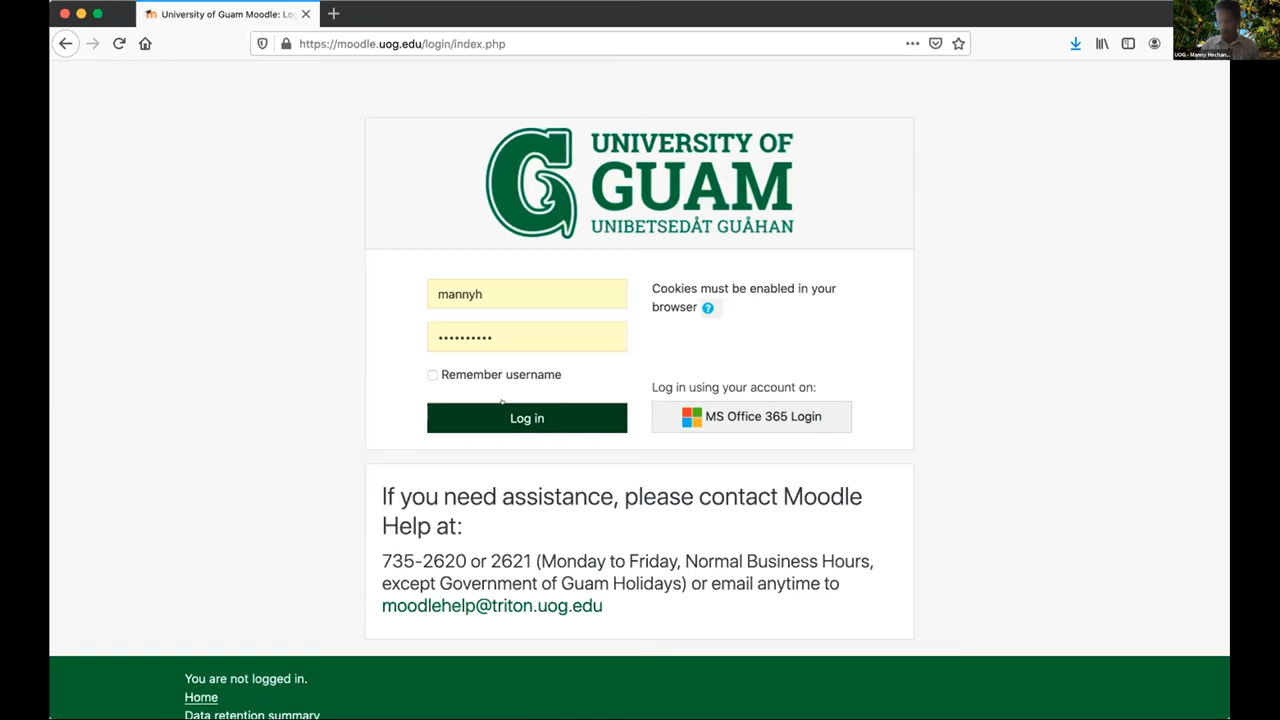 University of Guam Moodle: Lo
https://moodle.uog.edu/login/index.php
UOG - Manny Hechan...
G
UNIVERSITY OF
GUAM
UNIBETSEDÅT GUÅHAN
mannyh
••••••••••
Remember username
Log in
Cookies must be enabled in your
browser ?
Log in using your account on:
MS Office 365 Login
If you need assistance, please contact Moodle
Help at:
735-2620 or 2621 (Monday to Friday, Normal Business Hours,
except Government of Guam Holidays) or email anytime to
moodlehelp@triton.uog.edu
You are not logged in.
Home
Data retention summary